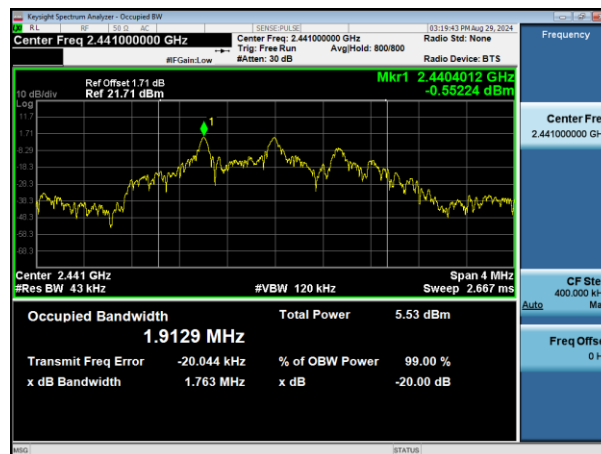 Keysight Spectrum Analyzer - Occupied BW
RL RF 50 Ω AC SENSE:PULSE 03:19:43 PM Aug 29, 2024
Center Freq 2.441000000 GHz
Center Freq: 2.441000000 GHz Radio Std: None
Trig: Free Run Avg|Hold: 800/800
#IFGain:Low #Atten: 30 dB Radio Device: BTS
Frequency
Ref Offset 1.71 dB Mkr1 2.4404012 GHz
10 dB/div Ref 21.71 dBm -0.55224 dBm
Log
11.7
1.71
1
-8.29
-18.3
-28.3
-38.3
-48.3
-58.3
-68.3
Center 2.441 GHz Span 4 MHz
#Res BW 43 kHz #VBW 120 kHz Sweep 2.667 ms
Center Fre
2.441000000 GH
CF Ste
400.000 kH
Auto Ma
Freq Offs
0 H
Occupied Bandwidth Total Power 5.53 dBm
1.9129 MHz
Transmit Freq Error -20.044 kHz % of OBW Power 99.00 %
x dB Bandwidth 1.763 MHz x dB -20.00 dB
MSG STATUS